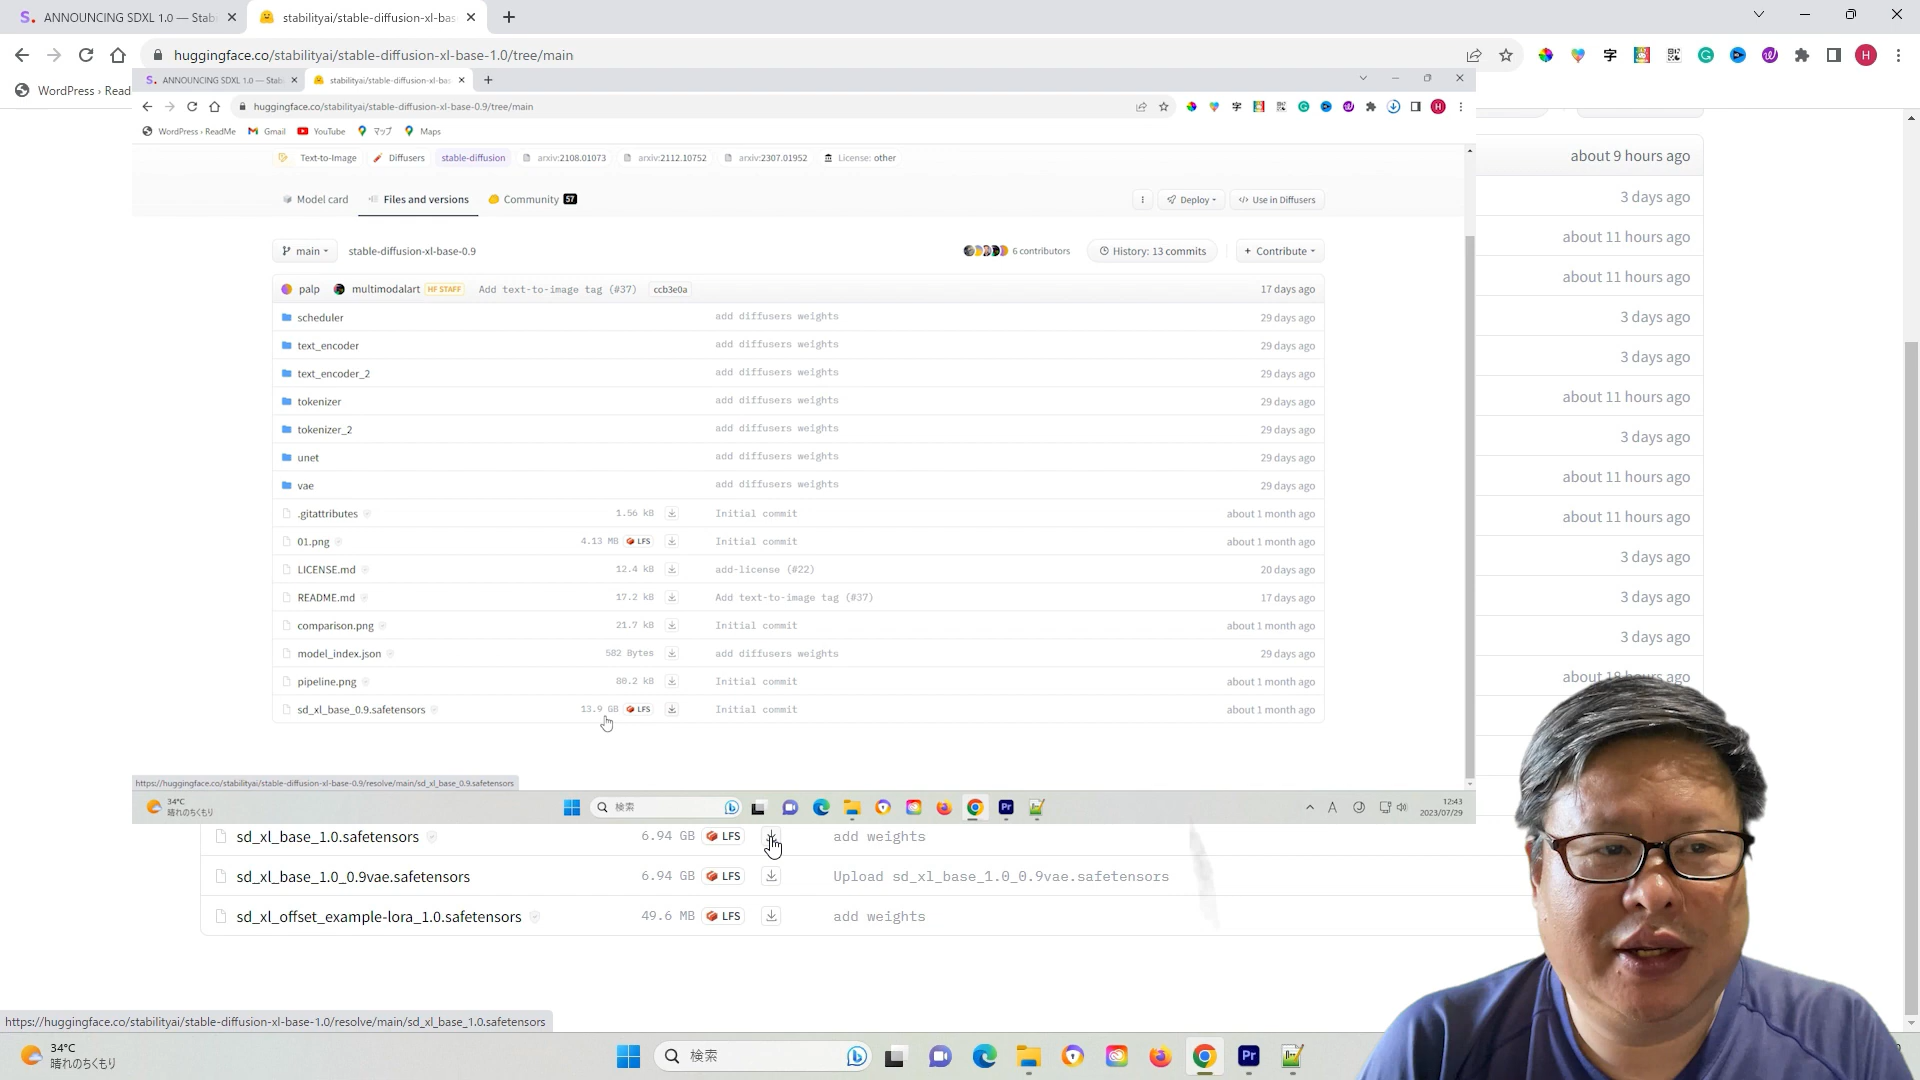 ANNOUNCING SDXL 1.0 — Stab
stabilityai/stable-diffusion-xl-bas
huggingface.co/stabilityai/stable-diffusion-xl-base-1.0/tree/main
字
H
WordPress › Read
ANNOUNCING SDXL 1.0 — Stab
stabilityai/stable-diffusion-xl-bas
huggingface.co/stabilityai/stable-diffusion-xl-base-0.9/tree/main
字
H
WordPress › ReadMe
Gmail
YouTube
マップ
Maps
Text-to-Image
Diffusers
stable-diffusion
arxiv:2108.01073
arxiv:2112.10752
arxiv:2307.01952
License: other
Model card
Files and versions
Community 57
Deploy
Use in Diffusers
main
stable-diffusion-xl-base-0.9
6 contributors
History: 13 commits
Contribute
palp
multimodalart HF STAFF
Add text-to-image tag (#37)
ccb3e0a
17 days ago
scheduler add diffusers weights 29 days ago
text_encoder add diffusers weights 29 days ago
text_encoder_2 add diffusers weights 29 days ago
tokenizer add diffusers weights 29 days ago
tokenizer_2 add diffusers weights 29 days ago
unet add diffusers weights 29 days ago
vae add diffusers weights 29 days ago
.gitattributes 1.56 kB Initial commit about 1 month ago
01.png 4.13 MB LFS Initial commit about 1 month ago
LICENSE.md 12.4 kB add-license (#22) 20 days ago
README.md 17.2 kB Add text-to-image tag (#37) 17 days ago
comparison.png 21.7 kB Initial commit about 1 month ago
model_index.json 582 Bytes add diffusers weights 29 days ago
pipeline.png 80.2 kB Initial commit about 1 month ago
sd_xl_base_0.9.safetensors 13.9 GB LFS Initial commit about 1 month ago
https://huggingface.co/stabilityai/stable-diffusion-xl-base-0.9/resolve/main/sd_xl_base_0.9.safetensors
34°C
晴れのちくもり
検索
Pr
A
12:43
2023/07/29
about 9 hours ago
3 days ago
about 11 hours ago
about 11 hours ago
3 days ago
3 days ago
about 11 hours ago
3 days ago
about 11 hours ago
about 11 hours ago
3 days ago
3 days ago
3 days ago
about 18 hours ago
sd_xl_base_1.0.safetensors 6.94 GB LFS add weights
sd_xl_base_1.0_0.9vae.safetensors 6.94 GB LFS Upload sd_xl_base_1.0_0.9vae.safetensors
sd_xl_offset_example-lora_1.0.safetensors 49.6 MB LFS add weights
https://huggingface.co/stabilityai/stable-diffusion-xl-base-1.0/resolve/main/sd_xl_base_1.0.safetensors
34°C
晴れのちくもり
検索
Pr